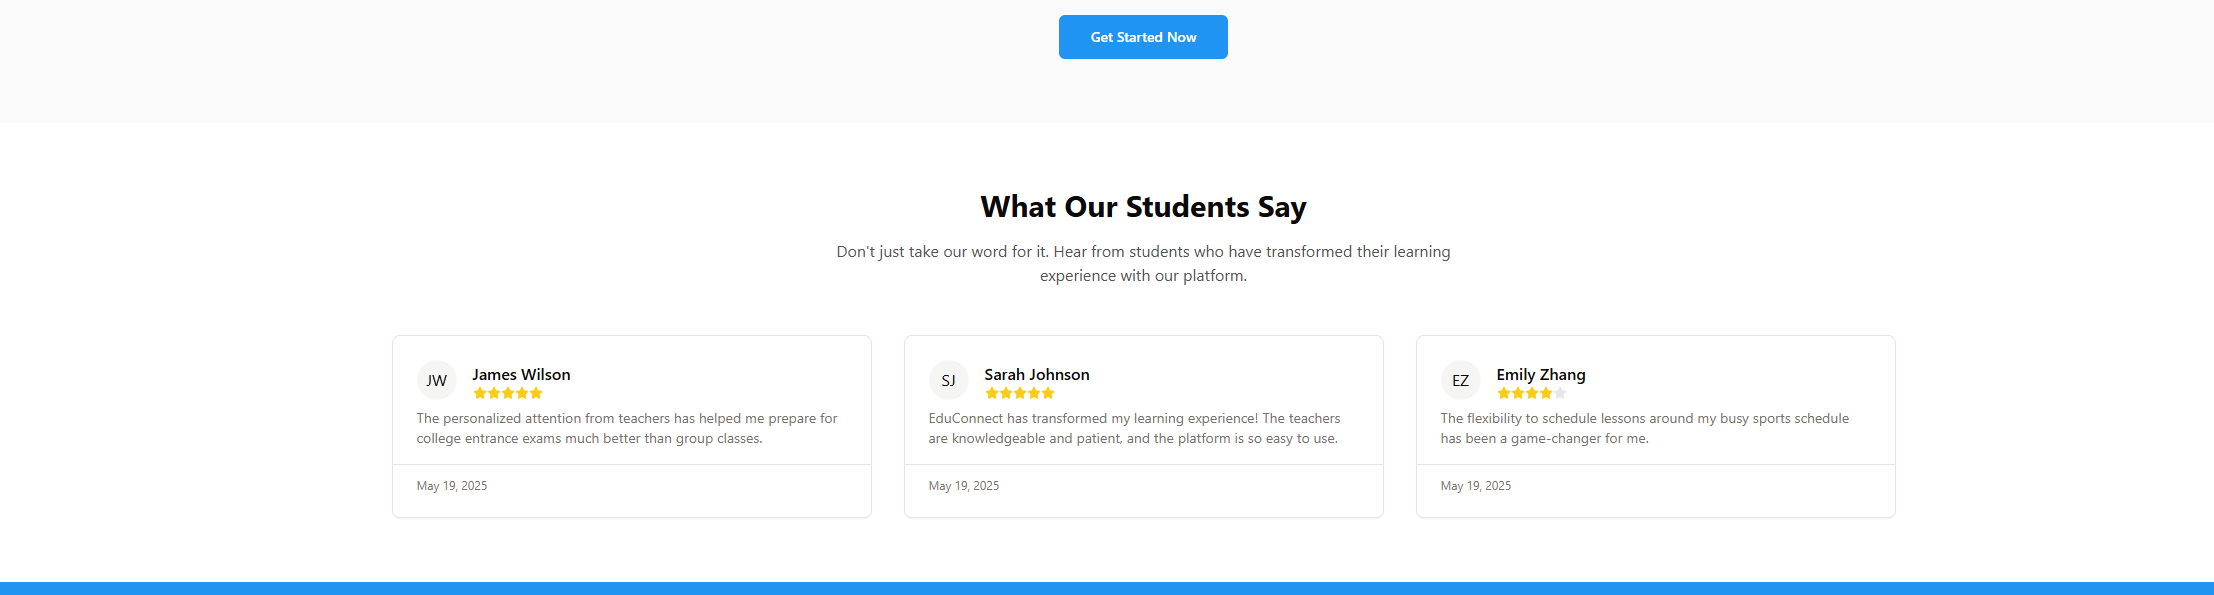 Get Started Now
What Our Students Say
Don't just take our word for it. Hear from students who have transformed their learning
experience with our platform.
JW
James Wilson
The personalized attention from teachers has helped me prepare for
college entrance exams much better than group classes.
May 19, 2025
SJ
Sarah Johnson
EduConnect has transformed my learning experience! The teachers
are knowledgeable and patient, and the platform is so easy to use.
May 19, 2025
EZ
Emily Zhang
The flexibility to schedule lessons around my busy sports schedule
has been a game-changer for me.
May 19, 2025